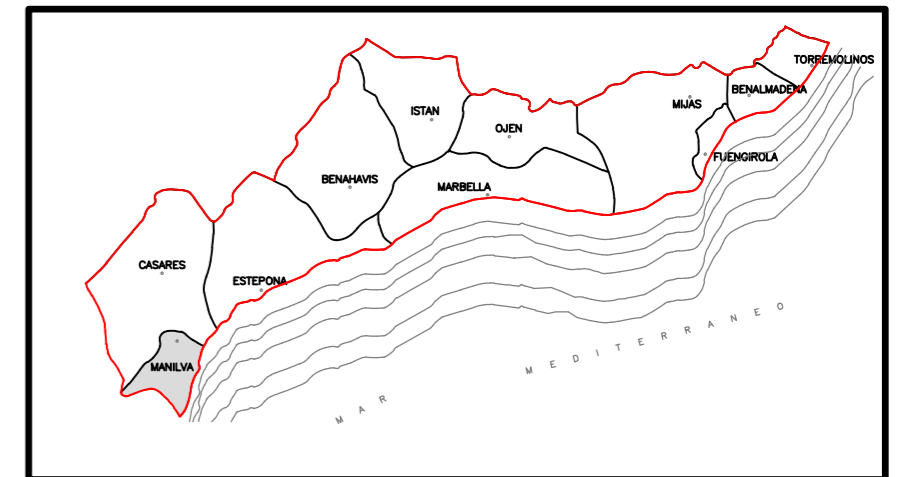 TORREMOLINOS
BENALMADENA
MIJAS
ISTAN
OJEN
FUENGIROLA
BENAHAVIS
MARBELLA
CASARES
ESTEPONA
MANILVA
MAR MEDITERRANEO